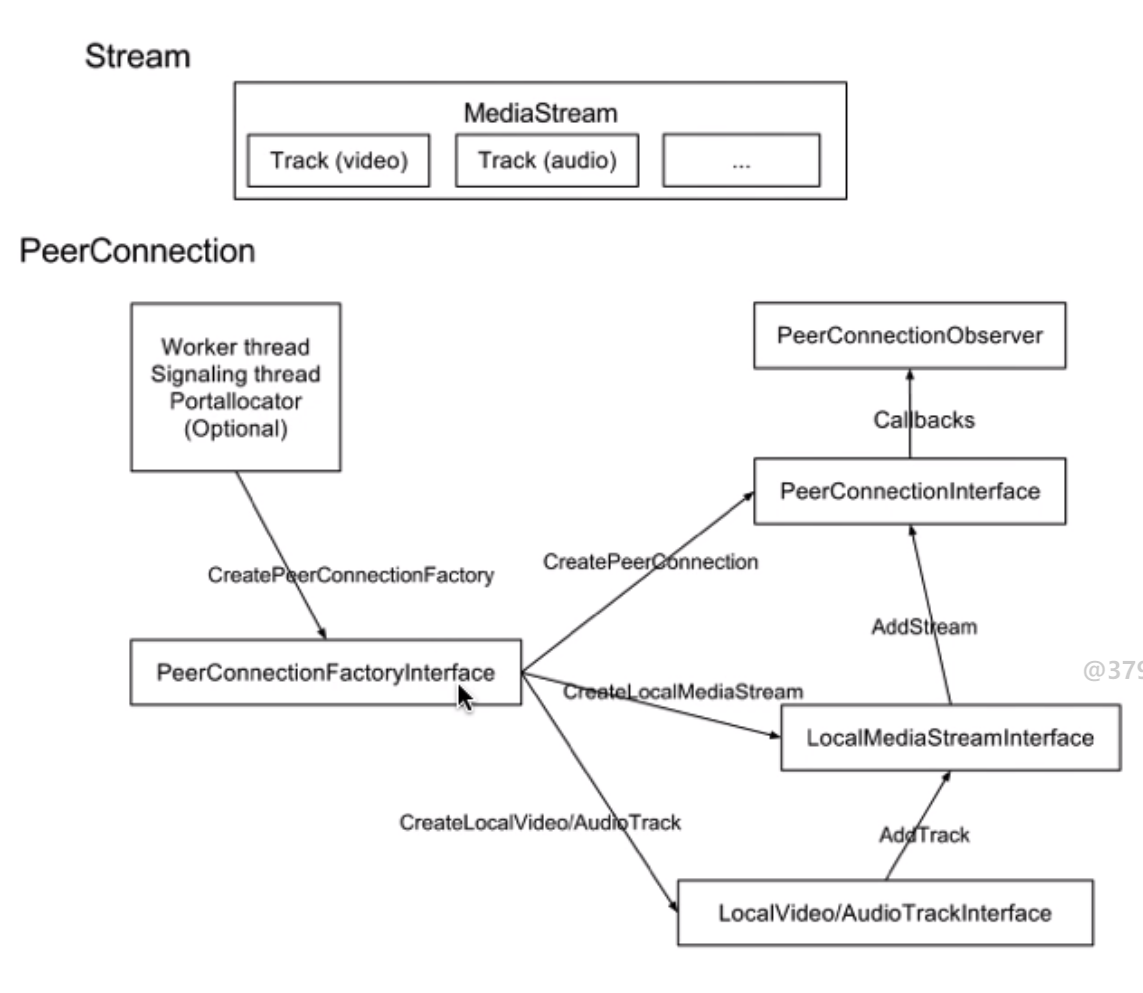 Stream
MediaStream
Track (video)
Track (audio)
...
PeerConnection
Worker thread
Signaling thread
Portallocator
(Optional)
PeerConnectionObserver
Callbacks
PeerConnectionInterface
CreatePeerConnection
CreatePeerConnectionFactory
AddStream
PeerConnectionFactoryInterface
@379
CreateLocalMediaStream
LocalMediaStreamInterface
CreateLocalVideo/AudioTrack
AddTrack
LocalVideo/AudioTrackInterface